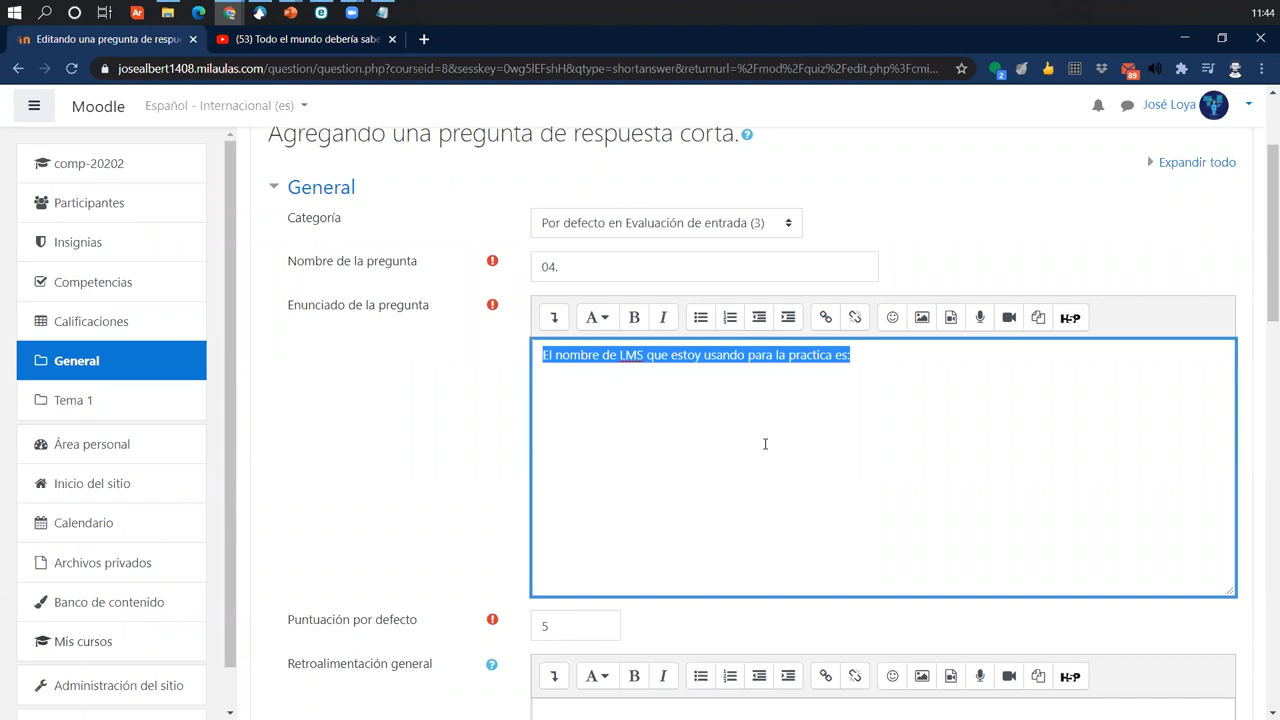 11:44
Editando una pregunta de respu
(53) Todo el mundo debería sabe
josealbert1408.milaulas.com/question/question.php?courseid=8&sesskey=0wg5lEFshH&qtype=shortanswer&returnurl=%2Fmod%2Fquiz%2Fedit.php%3Fcmi...
2
89
Moodle
Español - Internacional (es)
José Loya
comp-20202
Participantes
Insignias
Competencias
Calificaciones
General
Tema 1
Área personal
Inicio del sitio
Calendario
Archivos privados
Banco de contenido
Mis cursos
Administración del sitio
Agregando una pregunta de respuesta corta.
Expandir todo
General
Categoría
Por defecto en Evaluación de entrada (3)
Nombre de la pregunta
04.
Enunciado de la pregunta
A B I H-P
El nombre de LMS que estoy usando para la practica es:
Puntuación por defecto
5
Retroalimentación general
A B I H-P